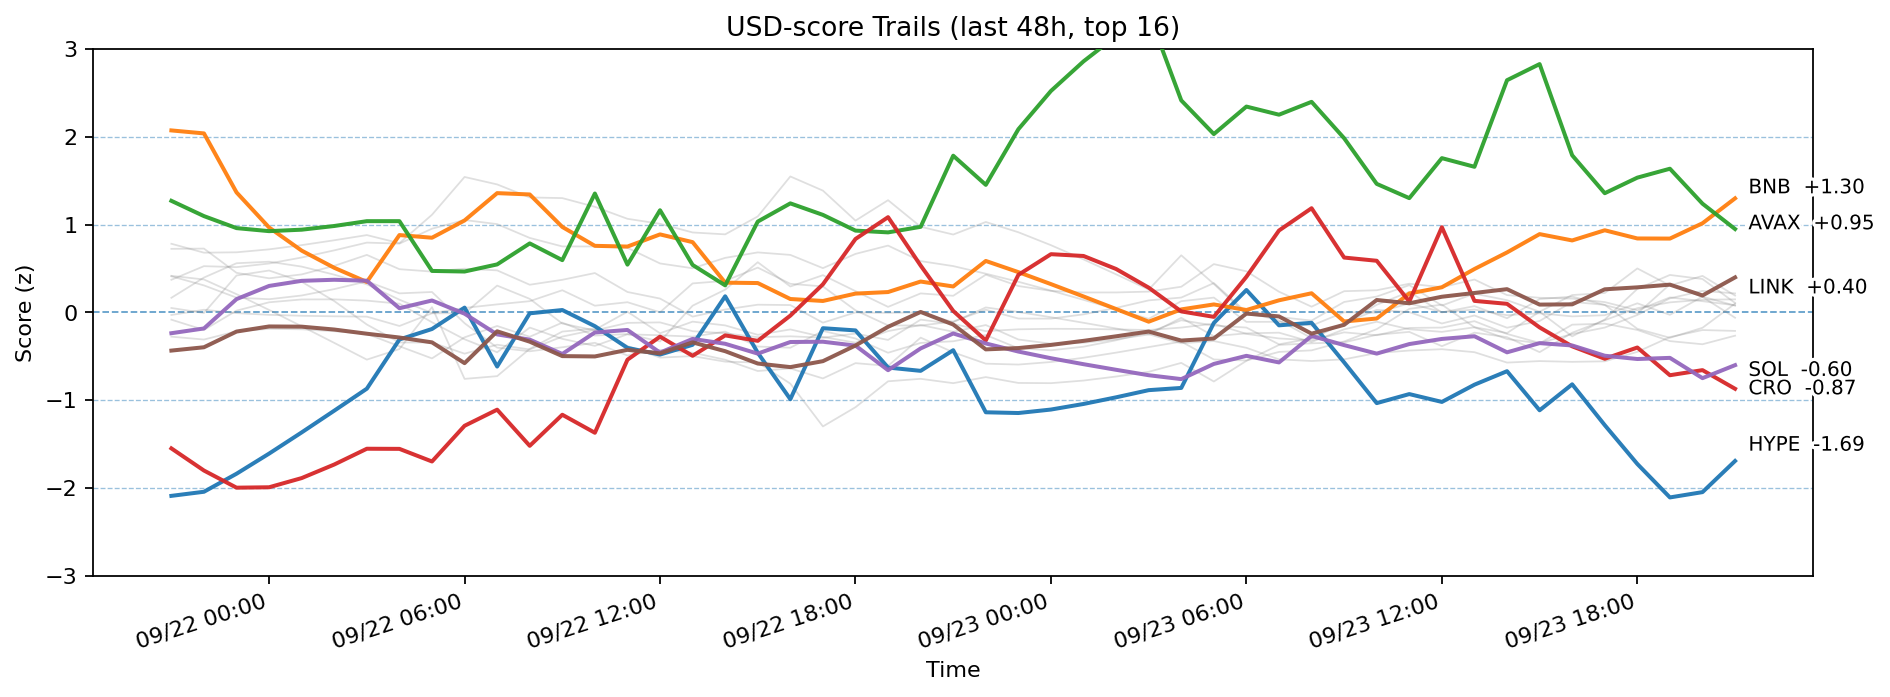 USD-score Trails (last 48h, top 16)
Score (z)
3
2
1
0
−1
−2
−3
BNB +1.30
AVAX +0.95
LINK +0.40
SOL -0.60
CRO -0.87
HYPE -1.69
09/22 00:00
09/22 06:00
09/22 12:00
09/22 18:00
09/23 00:00
09/23 06:00
09/23 12:00
09/23 18:00
Time